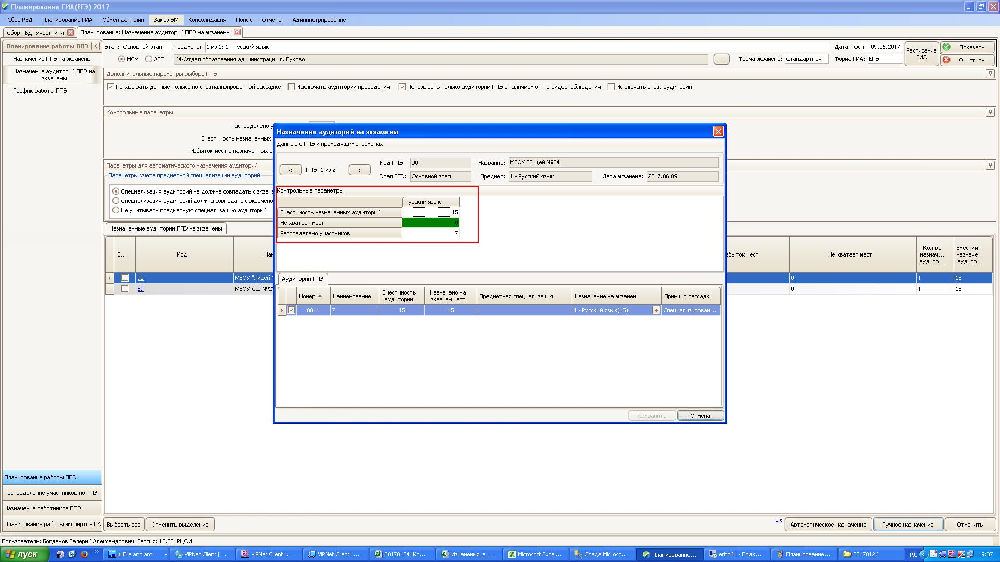 Планирование ГИА(ЕГЭ) 2017
Сбор РБД Планирование ГИА Обмен данными Заказ ЭМ Консолидация Поиск Отчеты Администрирование
Сбор РБД: Участники Планирование: Назначение аудиторий ППЭ на экзамены
Планирование работы ППЭ <
Назначение ППЭ на экзамены
Назначение аудиторий ППЭ на
экзамены
График работы ППЭ
Этап: Основной этап Предметы: 1 из 1: 1 - Русский язык Дата: Осн. - 09.06.2017
МСУ АТЕ 64-Отдел образования администрации г. Гуково ... Форма экзамена: Стандартная Форма ГИА: ЕГЭ
Расписание
ГИА
Показать
Очистить
Дополнительные параметры выбора ППЭ
Показывать данные только по специализированной рассадке Исключать аудитории проведения Показывать только аудитории ППЭ с наличием online видеонаблюдения Исключать спец. аудитории
Контрольные параметры
Распределено у
Вместимость назначенных
Избыток мест в назначенных а
Параметры для автоматического назначения аудиторий
Параметры учета предметной специализации аудиторий
Специализация аудиторий не должна совпадать с экзаме
Специализация аудиторий должна совпадать с экзамено
Не учитывать предметную специализацию аудиторий
Назначенные аудитории ППЭ на экзамены
В... Код Наи быток мест Не хватает мест
Кол-во
назнач...
аудито...
Вместим...
назначе...
аудито...
90 МБОУ "Лицей 0 1 15
89 МБОУ СШ №2 0 1 15
Назначение аудиторий на экзамены
Данные о ППЭ и проходящих экзаменах
< ППЭ: 1 из 2 >
Код ППЭ: 90 Название: МБОУ "Лицей №24"
Этап ЕГЭ: Основной этап Предмет: 1 - Русский язык Дата экзамена: 2017.06.09
Контрольные параметры
Русский язык
Вместимость назначенных аудиторий 15
Не хватает мест 0
Распределено участников 7
Аудитории ППЭ
Номер Наименование Вместимость аудитории Назначено на экзамен мест Предметная специализация Назначение на экзамен Принцип рассадки
0011 7 15 15 1 - Русский язык(15) + Специализирован...
Сохранить Отмена
Планирование работы ППЭ
Распределение участников по ППЭ
Назначение работников ППЭ
Планирование работы экспертов ПК
Выбрать все Отменить выделение xls Автоматическое назначение Ручное назначение Отменить
Пользователь: Богданов Валерий Александрович Версия: 12.03 РЦОИ
пуск » 4 File and arc... ViPNet Client [... ViPNet Client [... ViPNet Client [... 20170124_Ко... Изменения_в_... Microsoft Excel... Среда Microso... Планирование... erbd61 - Подк... Планирование... 20170126 RL 19:07